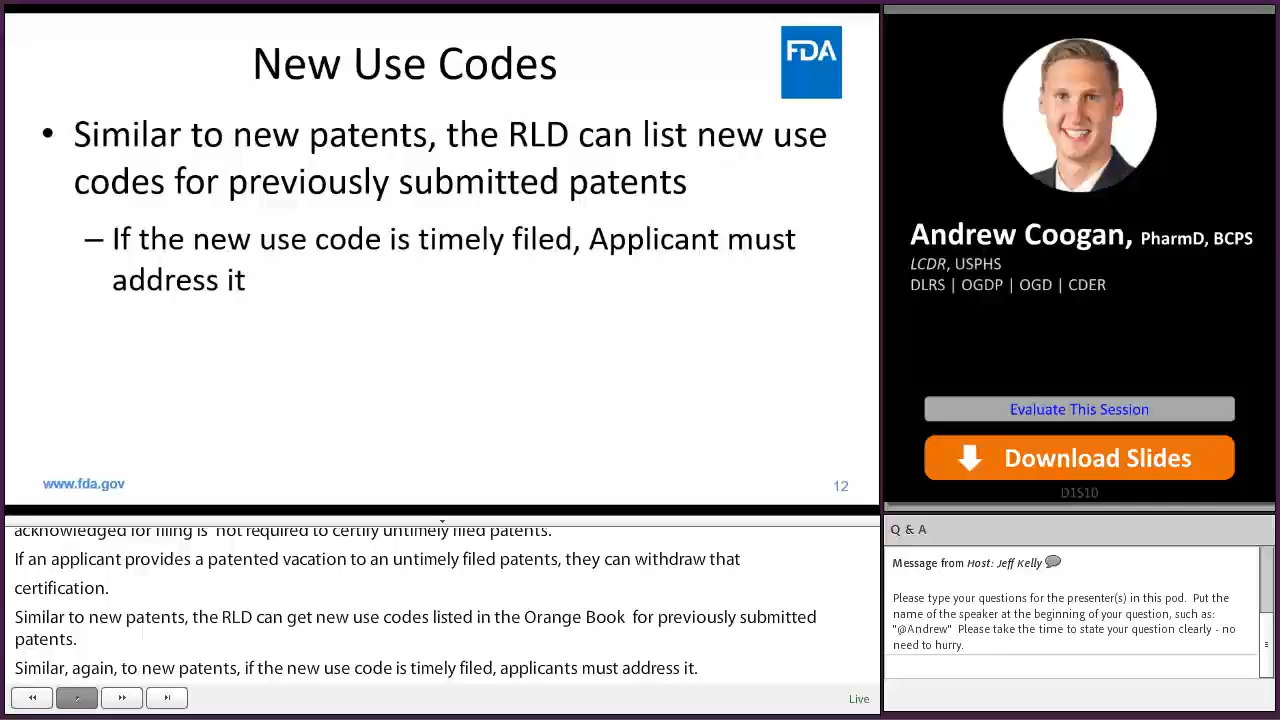 New Use Codes
FDA
• Similar to new patents, the RLD can list new use
codes for previously submitted patents
– If the new use code is timely filed, Applicant must
address it
www.fda.gov
12
Andrew Coogan, PharmD, BCPS
LCDR, USPHS
DLRS | OGDP | OGD | CDER
Evaluate This Session
Download Slides
D1S10
acknowledged for filing is not required to certify untimely filed patents.
If an applicant provides a patented vacation to an untimely filed patents, they can withdraw that
certification.
Similar to new patents, the RLD can get new use codes listed in the Orange Book for previously submitted
patents.
Similar, again, to new patents, if the new use code is timely filed, applicants must address it.
Live
Q & A
Message from Host: Jeff Kelly
Please type your questions for the presenter(s) in this pod. Put the
name of the speaker at the beginning of your question, such as:
"@Andrew" Please take the time to state your question clearly - no
need to hurry.